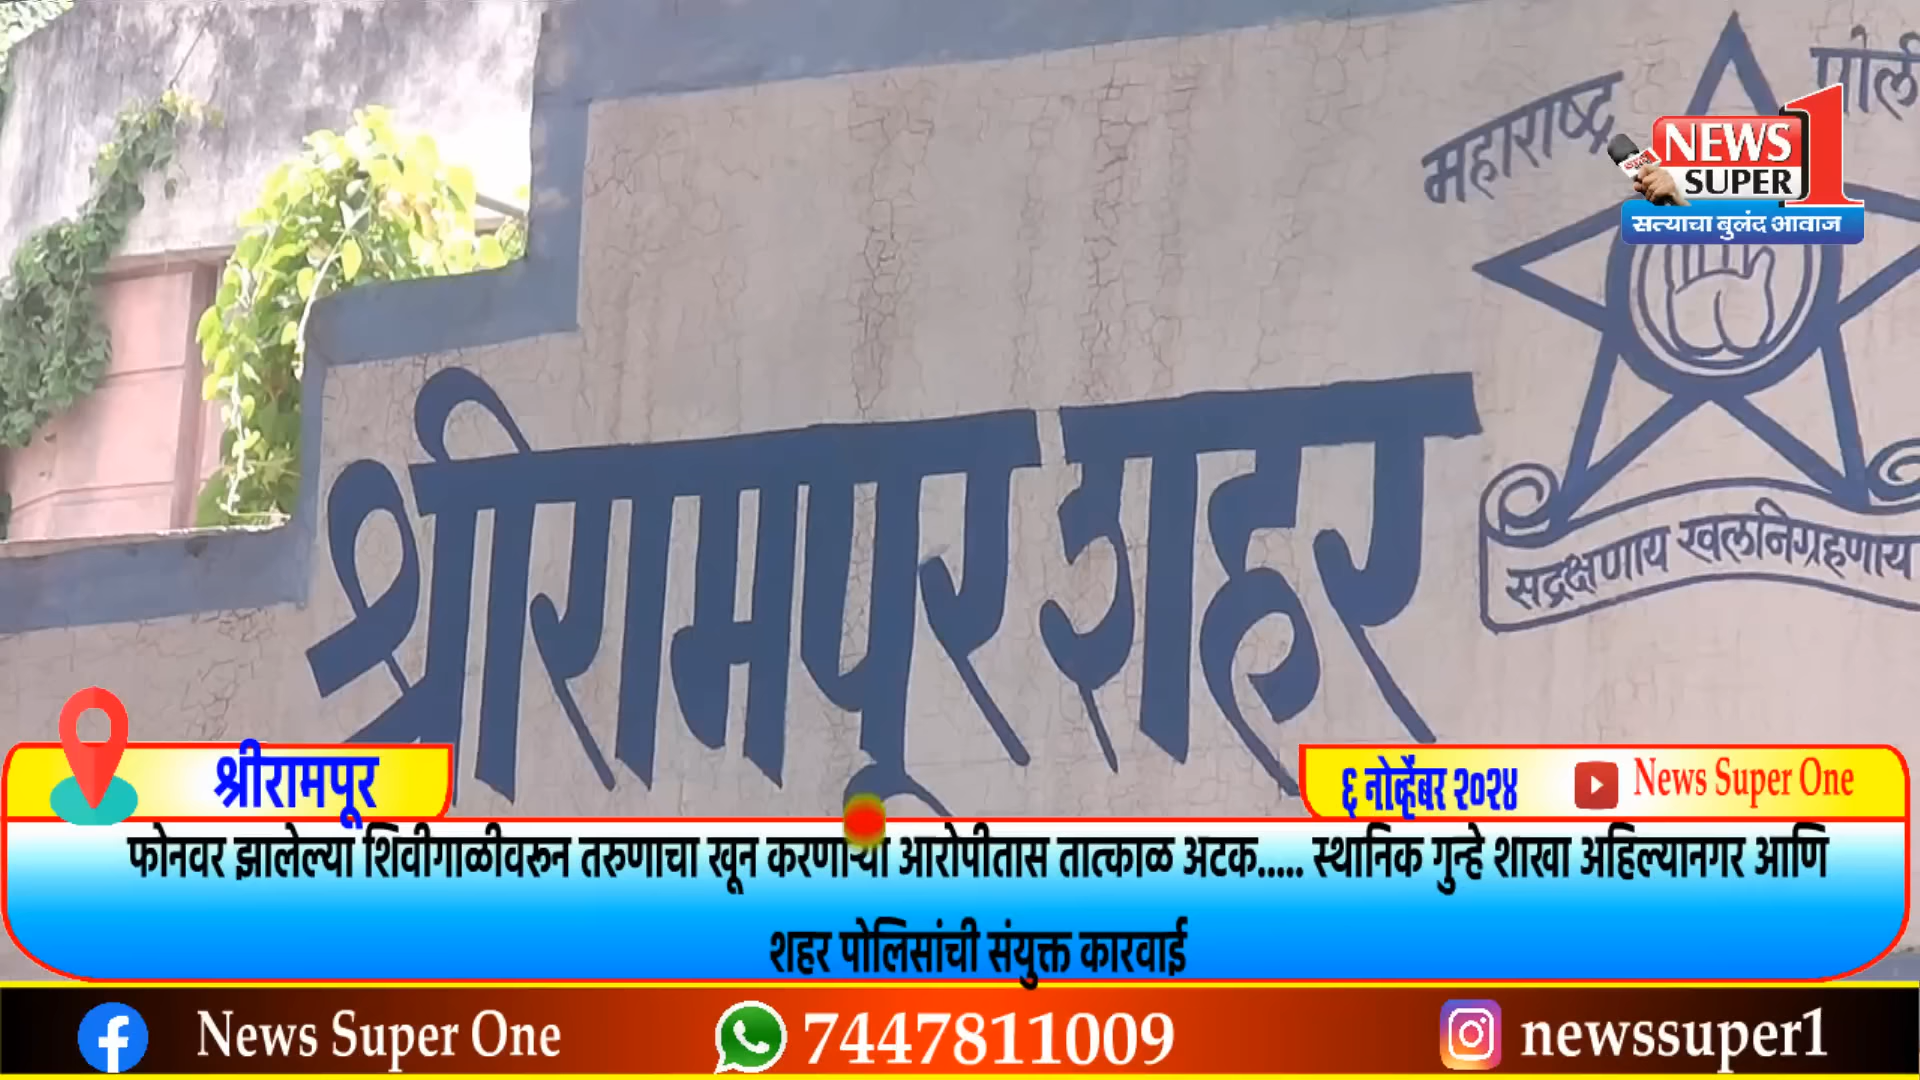 महाराष्ट्र
NEWS
SUPER 1
सत्याचा बुलंद आवाज
श्रीरामपूर शहर
सद्रक्षणाय खलनिग्रहणाय
श्रीरामपूर
६ नोव्हेंबर २०२४
News Super One
फोनवर झालेल्या शिवीगाळीवरून तरुणाचा खून करणाऱ्या आरोपीतास तात्काळ अटक..... स्थानिक गुन्हे शाखा अहिल्यानगर आणि
शहर पोलिसांची संयुक्त कारवाई
News Super One
7447811009
newssuper1